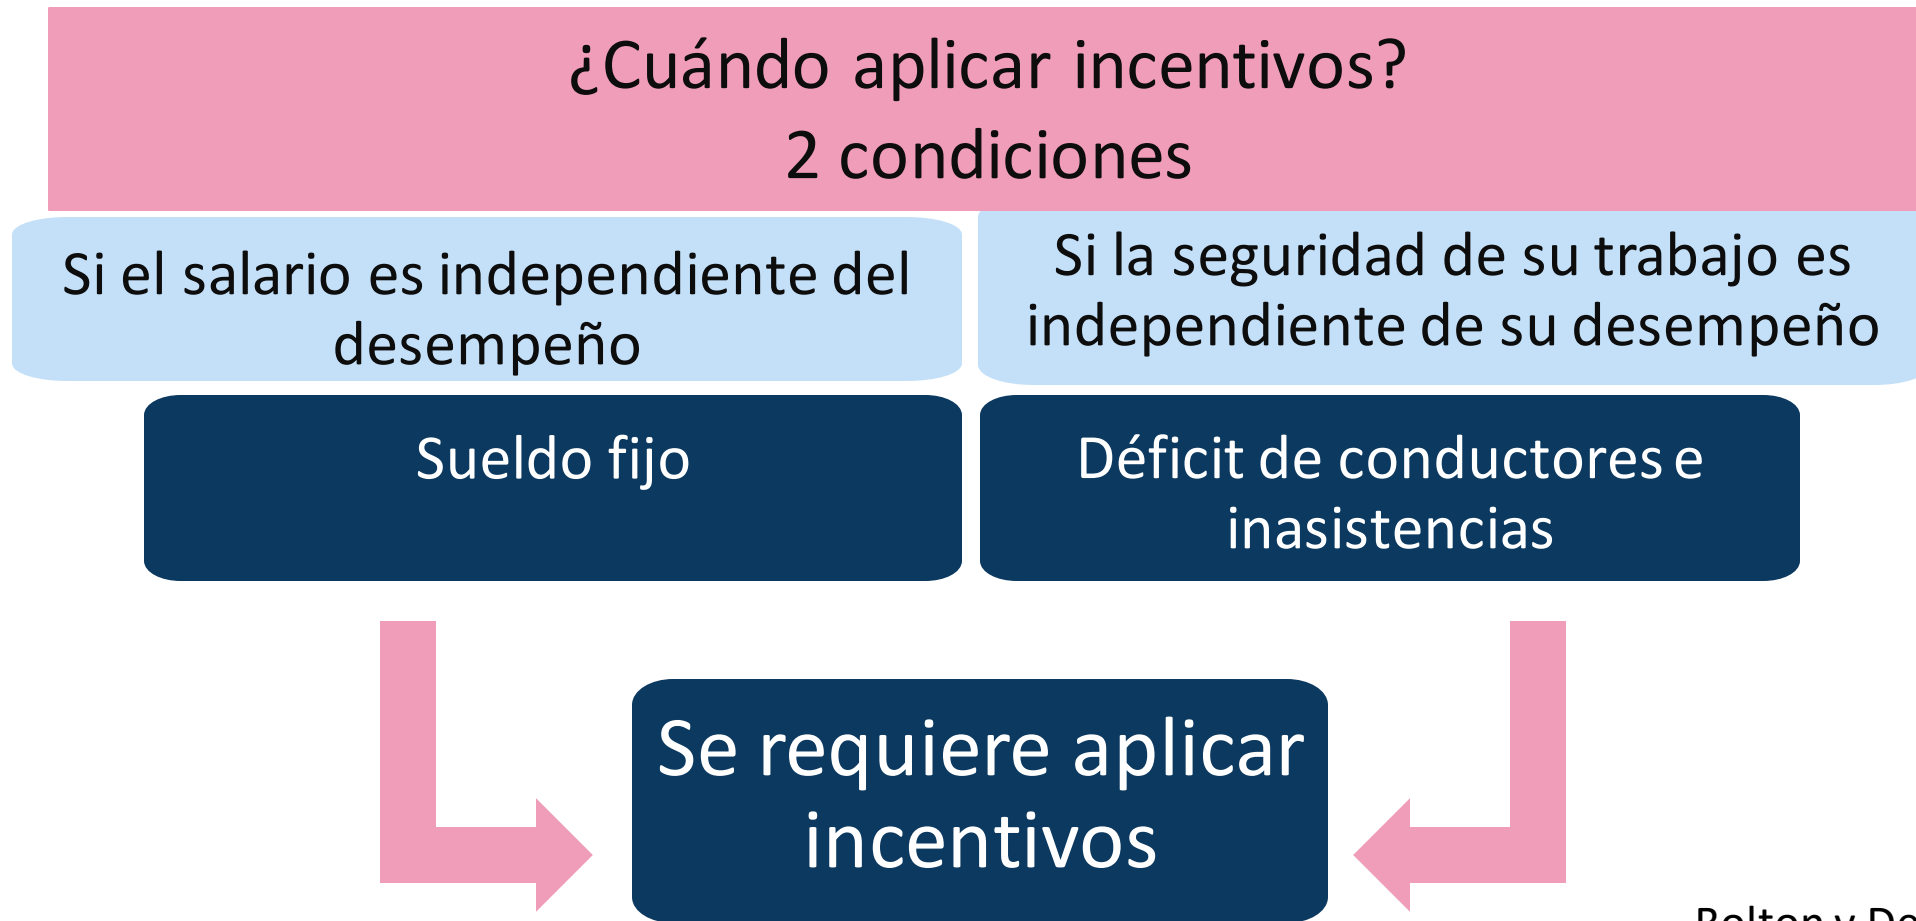 ¿Cuándo aplicar incentivos?
2 condiciones
Si el salario es independiente del
desempeño
Si la seguridad de su trabajo es
independiente de su desempeño
Sueldo fijo
Déficit de conductores e
inasistencias
Se requiere aplicar
incentivos
Bolton y